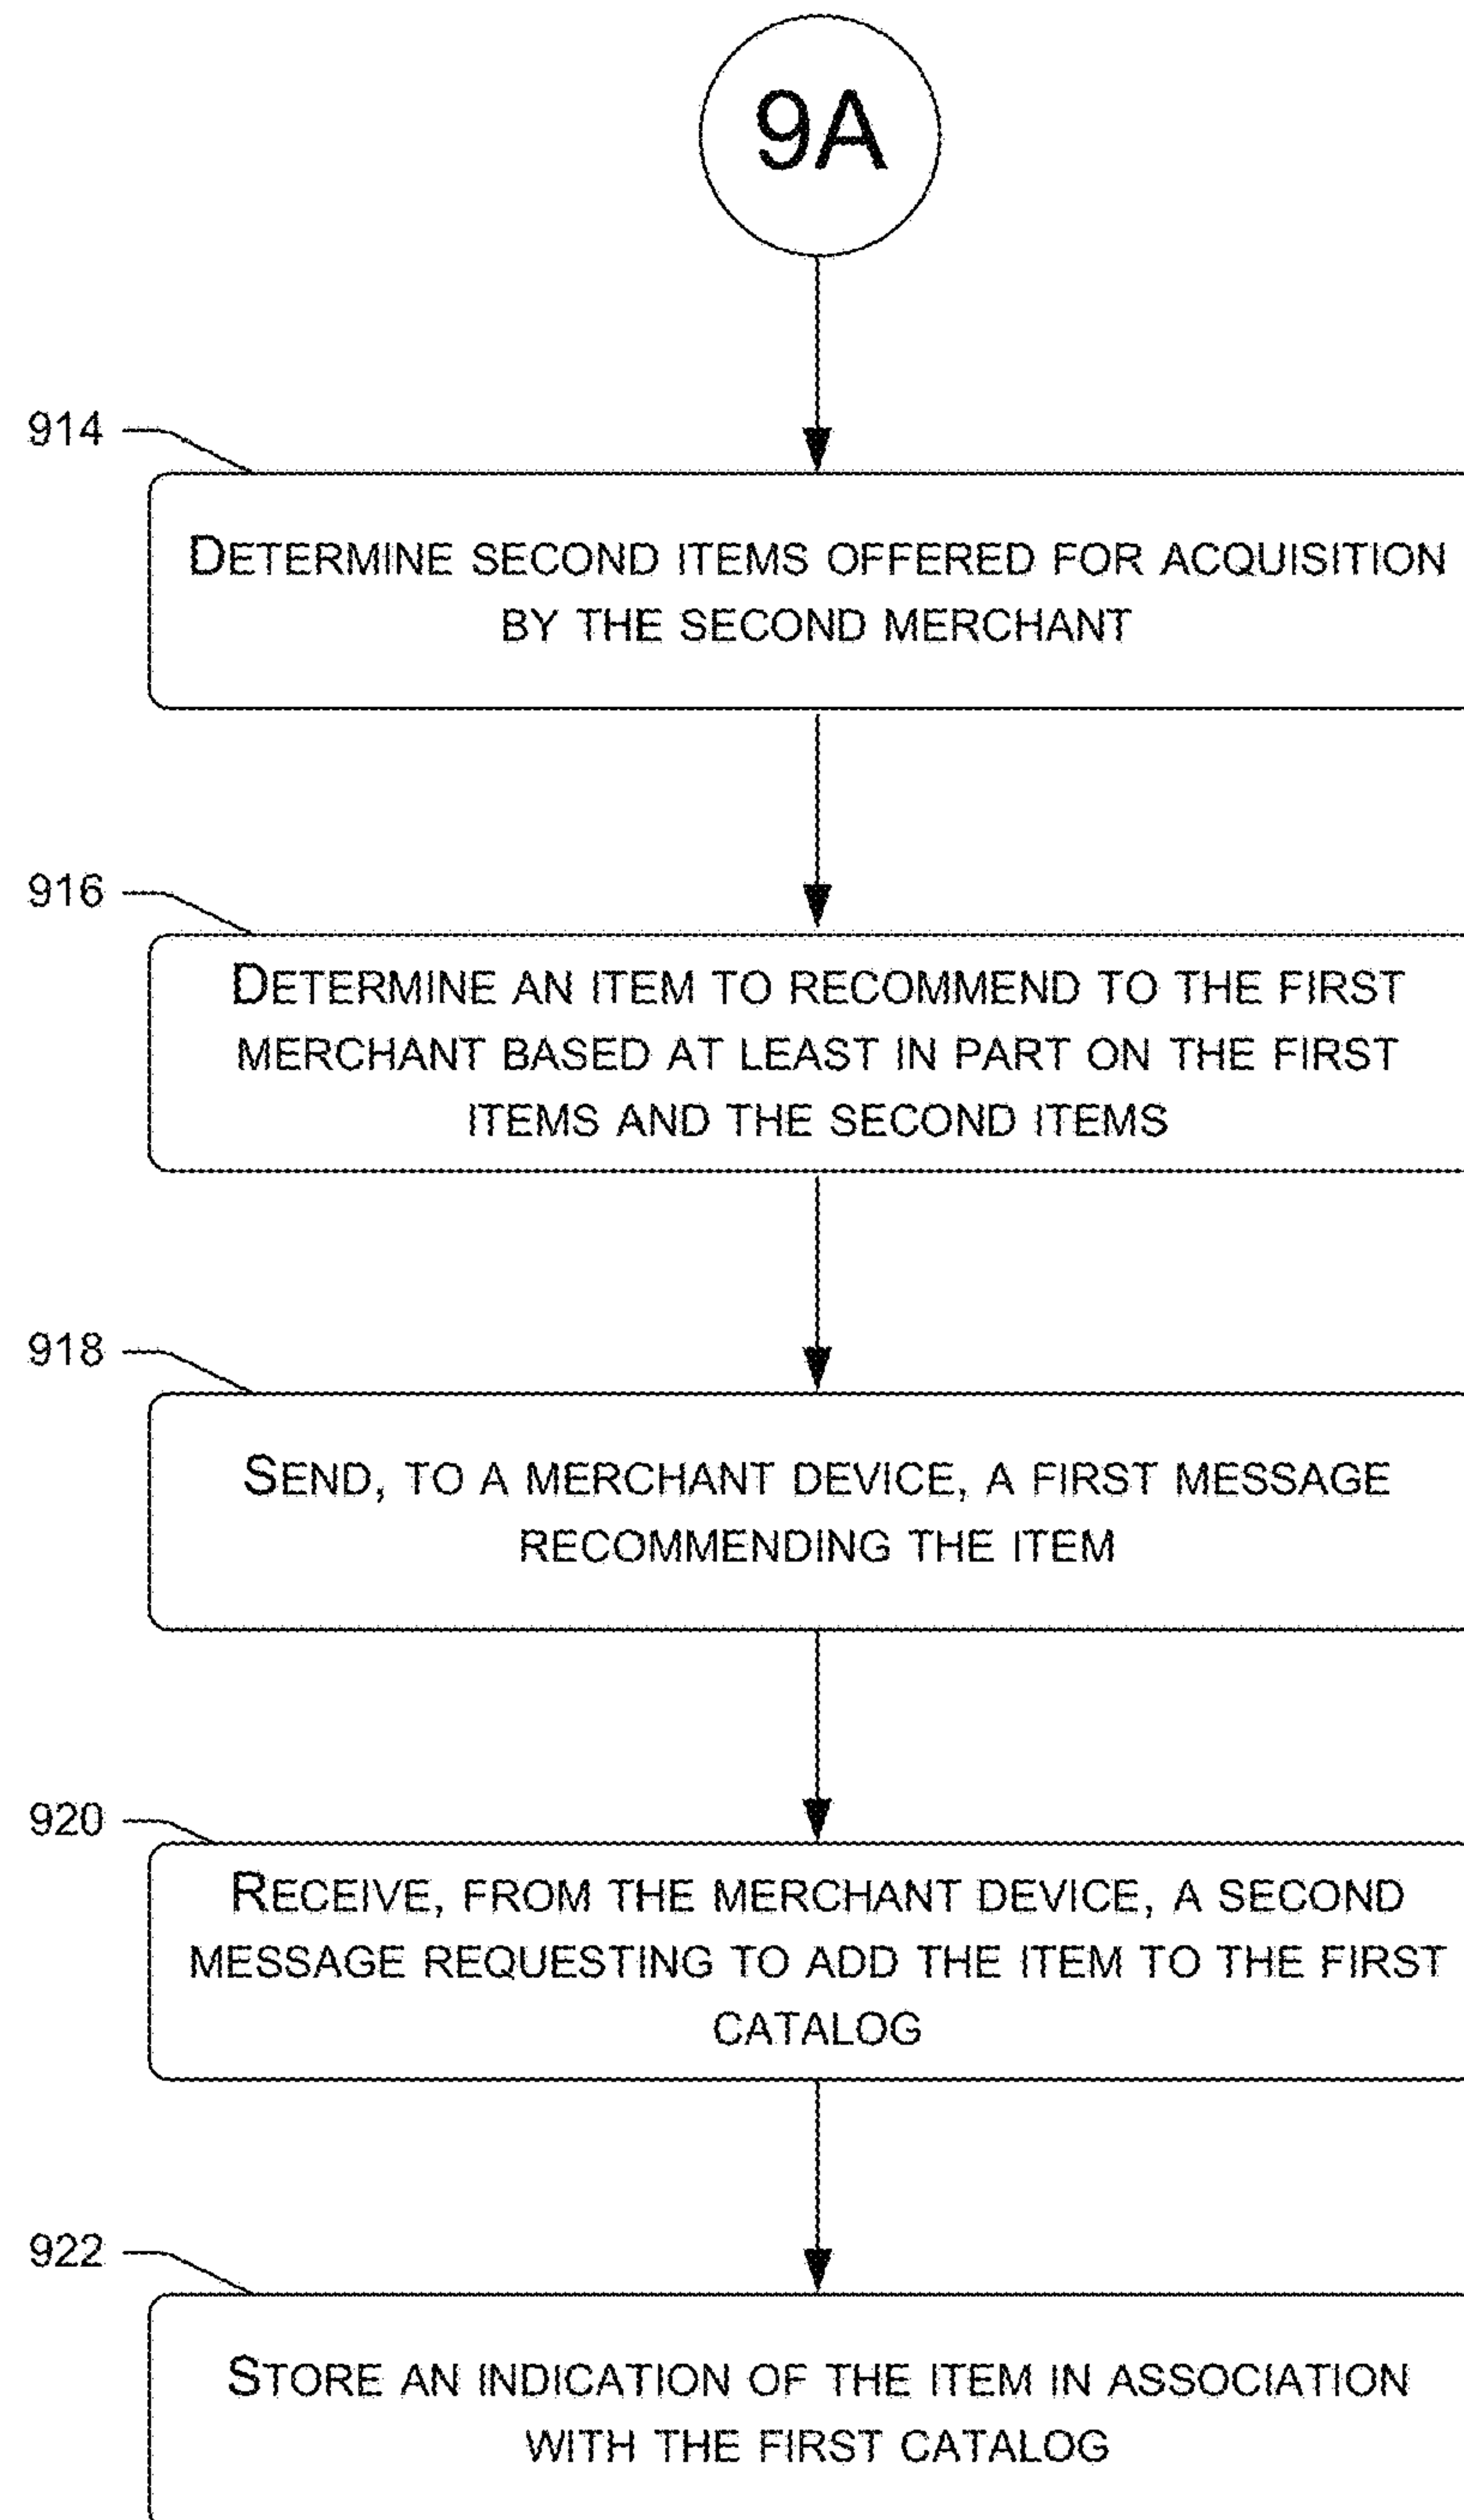 9A
914
DETERMINE SECOND ITEMS OFFERED FOR ACQUISITION
BY THE SECOND MERCHANT
916
DETERMINE AN ITEM TO RECOMMEND TO THE FIRST
MERCHANT BASED AT LEAST IN PART ON THE FIRST
ITEMS AND THE SECOND ITEMS
918
SEND, TO A MERCHANT DEVICE, A FIRST MESSAGE
RECOMMENDING THE ITEM
920
RECEIVE, FROM THE MERCHANT DEVICE, A SECOND
MESSAGE REQUESTING TO ADD THE ITEM TO THE FIRST
CATALOG
922
STORE AN INDICATION OF THE ITEM IN ASSOCIATION
WITH THE FIRST CATALOG